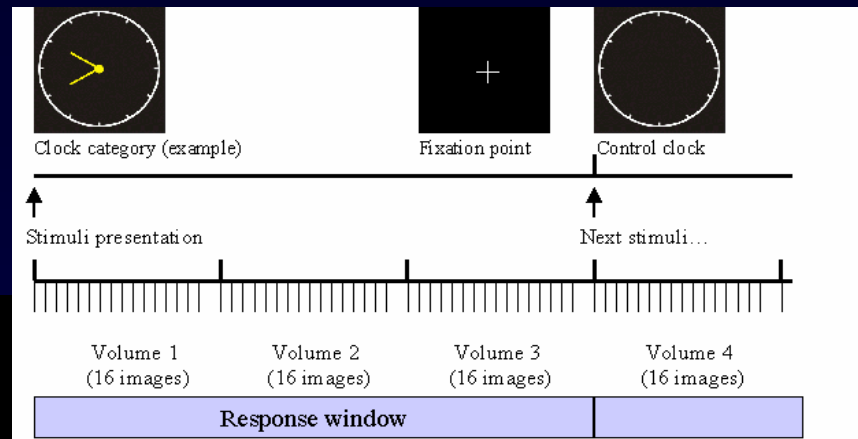 Clock category (example)
Fixation point
Control clock
Stimuli presentation
Next stimuli...
Volume 1
(16 images)
Volume 2
(16 images)
Volume 3
(16 images)
Volume 4
(16 images)
Response window